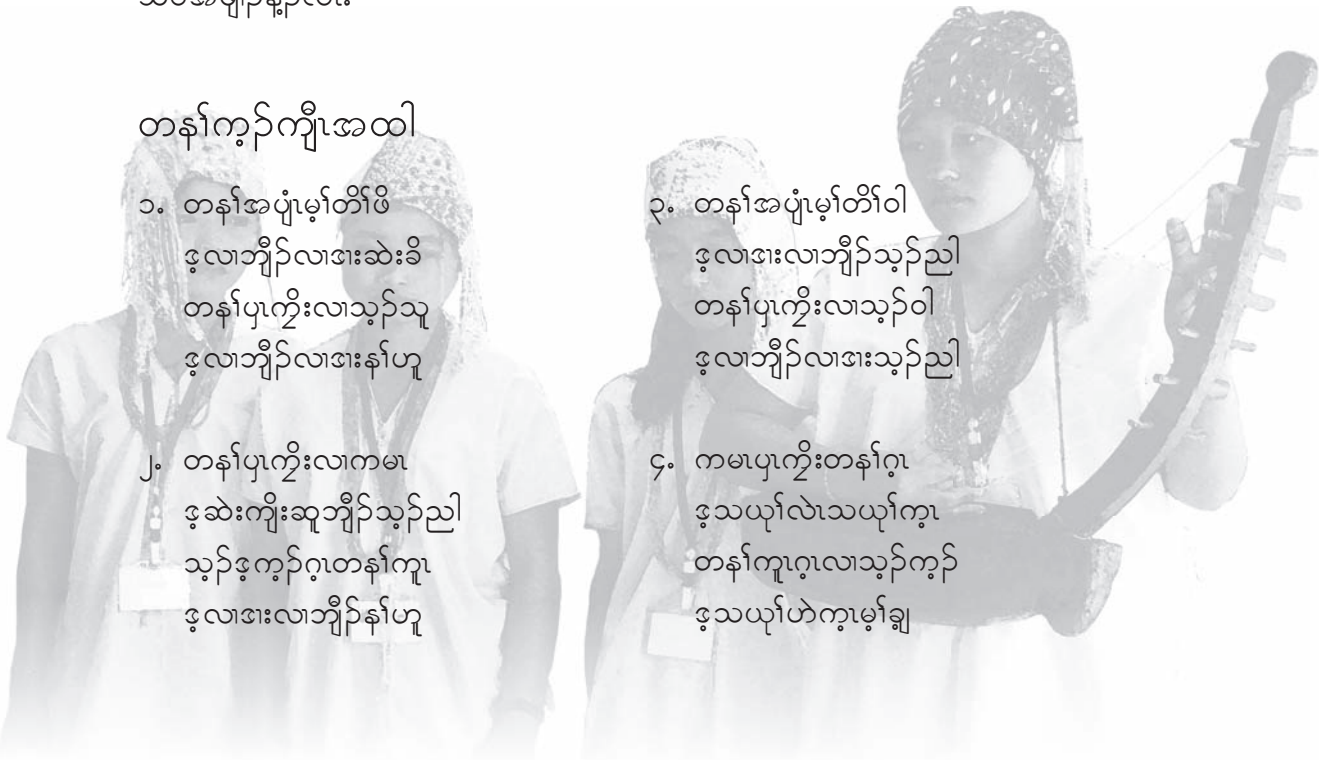 တနၢ်က့ၣ်ကျီၤအထါ
၁. တနၢ်အပျံၤမ့ၢ်တိၢ်ဖိ
ဒ့လၢဘျီၣ်လၢအၢးဆဲးခိ
တနၢ်ပှၤကွိၢးလၢသ့ၣ်သူ
ဒ့လၢဘျီၣ်လၢအၢးနၢ်ဟူ
၂. တနၢ်ပှၤကွိၢးလၢကမၤ
ဒ့ဆဲးကျိးဆူဘျီၣ်သ့ၣ်ညါ
သ့ၣ်ဒ့က့ၣ်ဂ့ၤတနၢ်ကူၤ
ဒ့လၢအၢးလၢဘျီၣ်နၢ်ဟူ
၃. တနၢ်အပျံၤမ့ၢ်တိၢ်ဝါ
ဒ့လၢအၢးလၢဘျီၣ်သ့ၣ်ညါ
တနၢ်ပှၤကွိၢးလၢသ့ၣ်ဝါ
ဒ့လၢဘျီၣ်လၢအၢးသ့ၣ်ညါ
၄. ကမၤပှၤကွိၢးတနၢ်ဂ့ၤ
ဒ့သယုၢ်လဲၤသယုၢ်က့ၤ
တနၢ်ကူၤဂ့ၤလၢသ့ၣ်က့ၣ်
ဒ့သယုၢ်ဟဲက့ၤမ့ၢ်ချ့